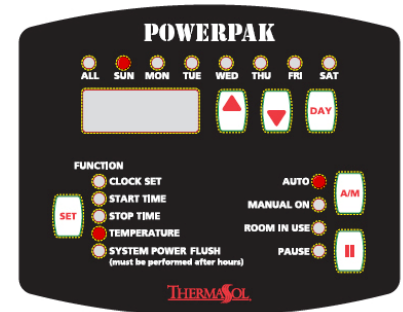 POWERPAK
ALL SUN MON TUE WED THU FRI SAT
DAY
FUNCTION
SET
CLOCK SET
START TIME
STOP TIME
TEMPERATURE
SYSTEM POWER FLUSH
(must be performed after hours)
AUTO
A/M
MANUAL ON
ROOM IN USE
PAUSE
THERMASOL